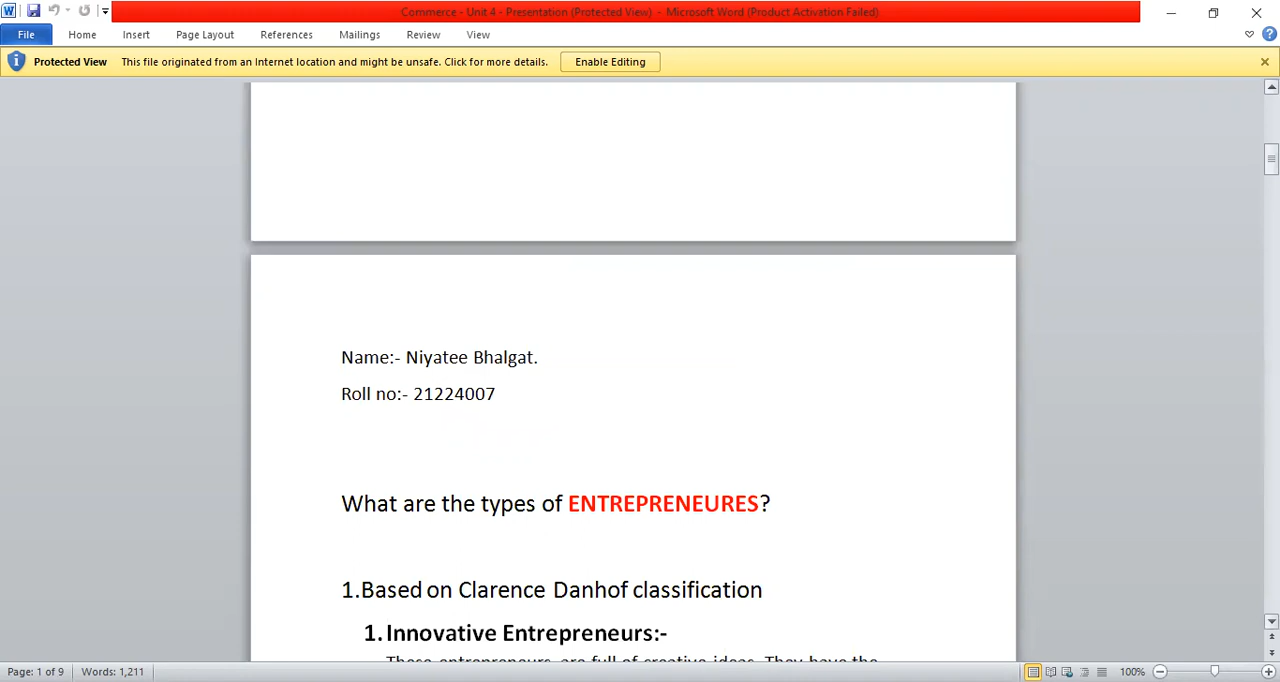 Commerce - Unit 4 - Presentation (Protected View) - Microsoft Word (Product Activation Failed)
File Home Insert Page Layout References Mailings Review View
Protected View This file originated from an Internet location and might be unsafe. Click for more details. Enable Editing
Name:- Niyatee Bhalgat.
Roll no:- 21224007
What are the types of ENTREPRENEURES?
1.Based on Clarence Danhof classification
1. Innovative Entrepreneurs:-
These entrepreneurs are full of creative ideas. They have the
Page: 1 of 9 Words: 1,211 100%